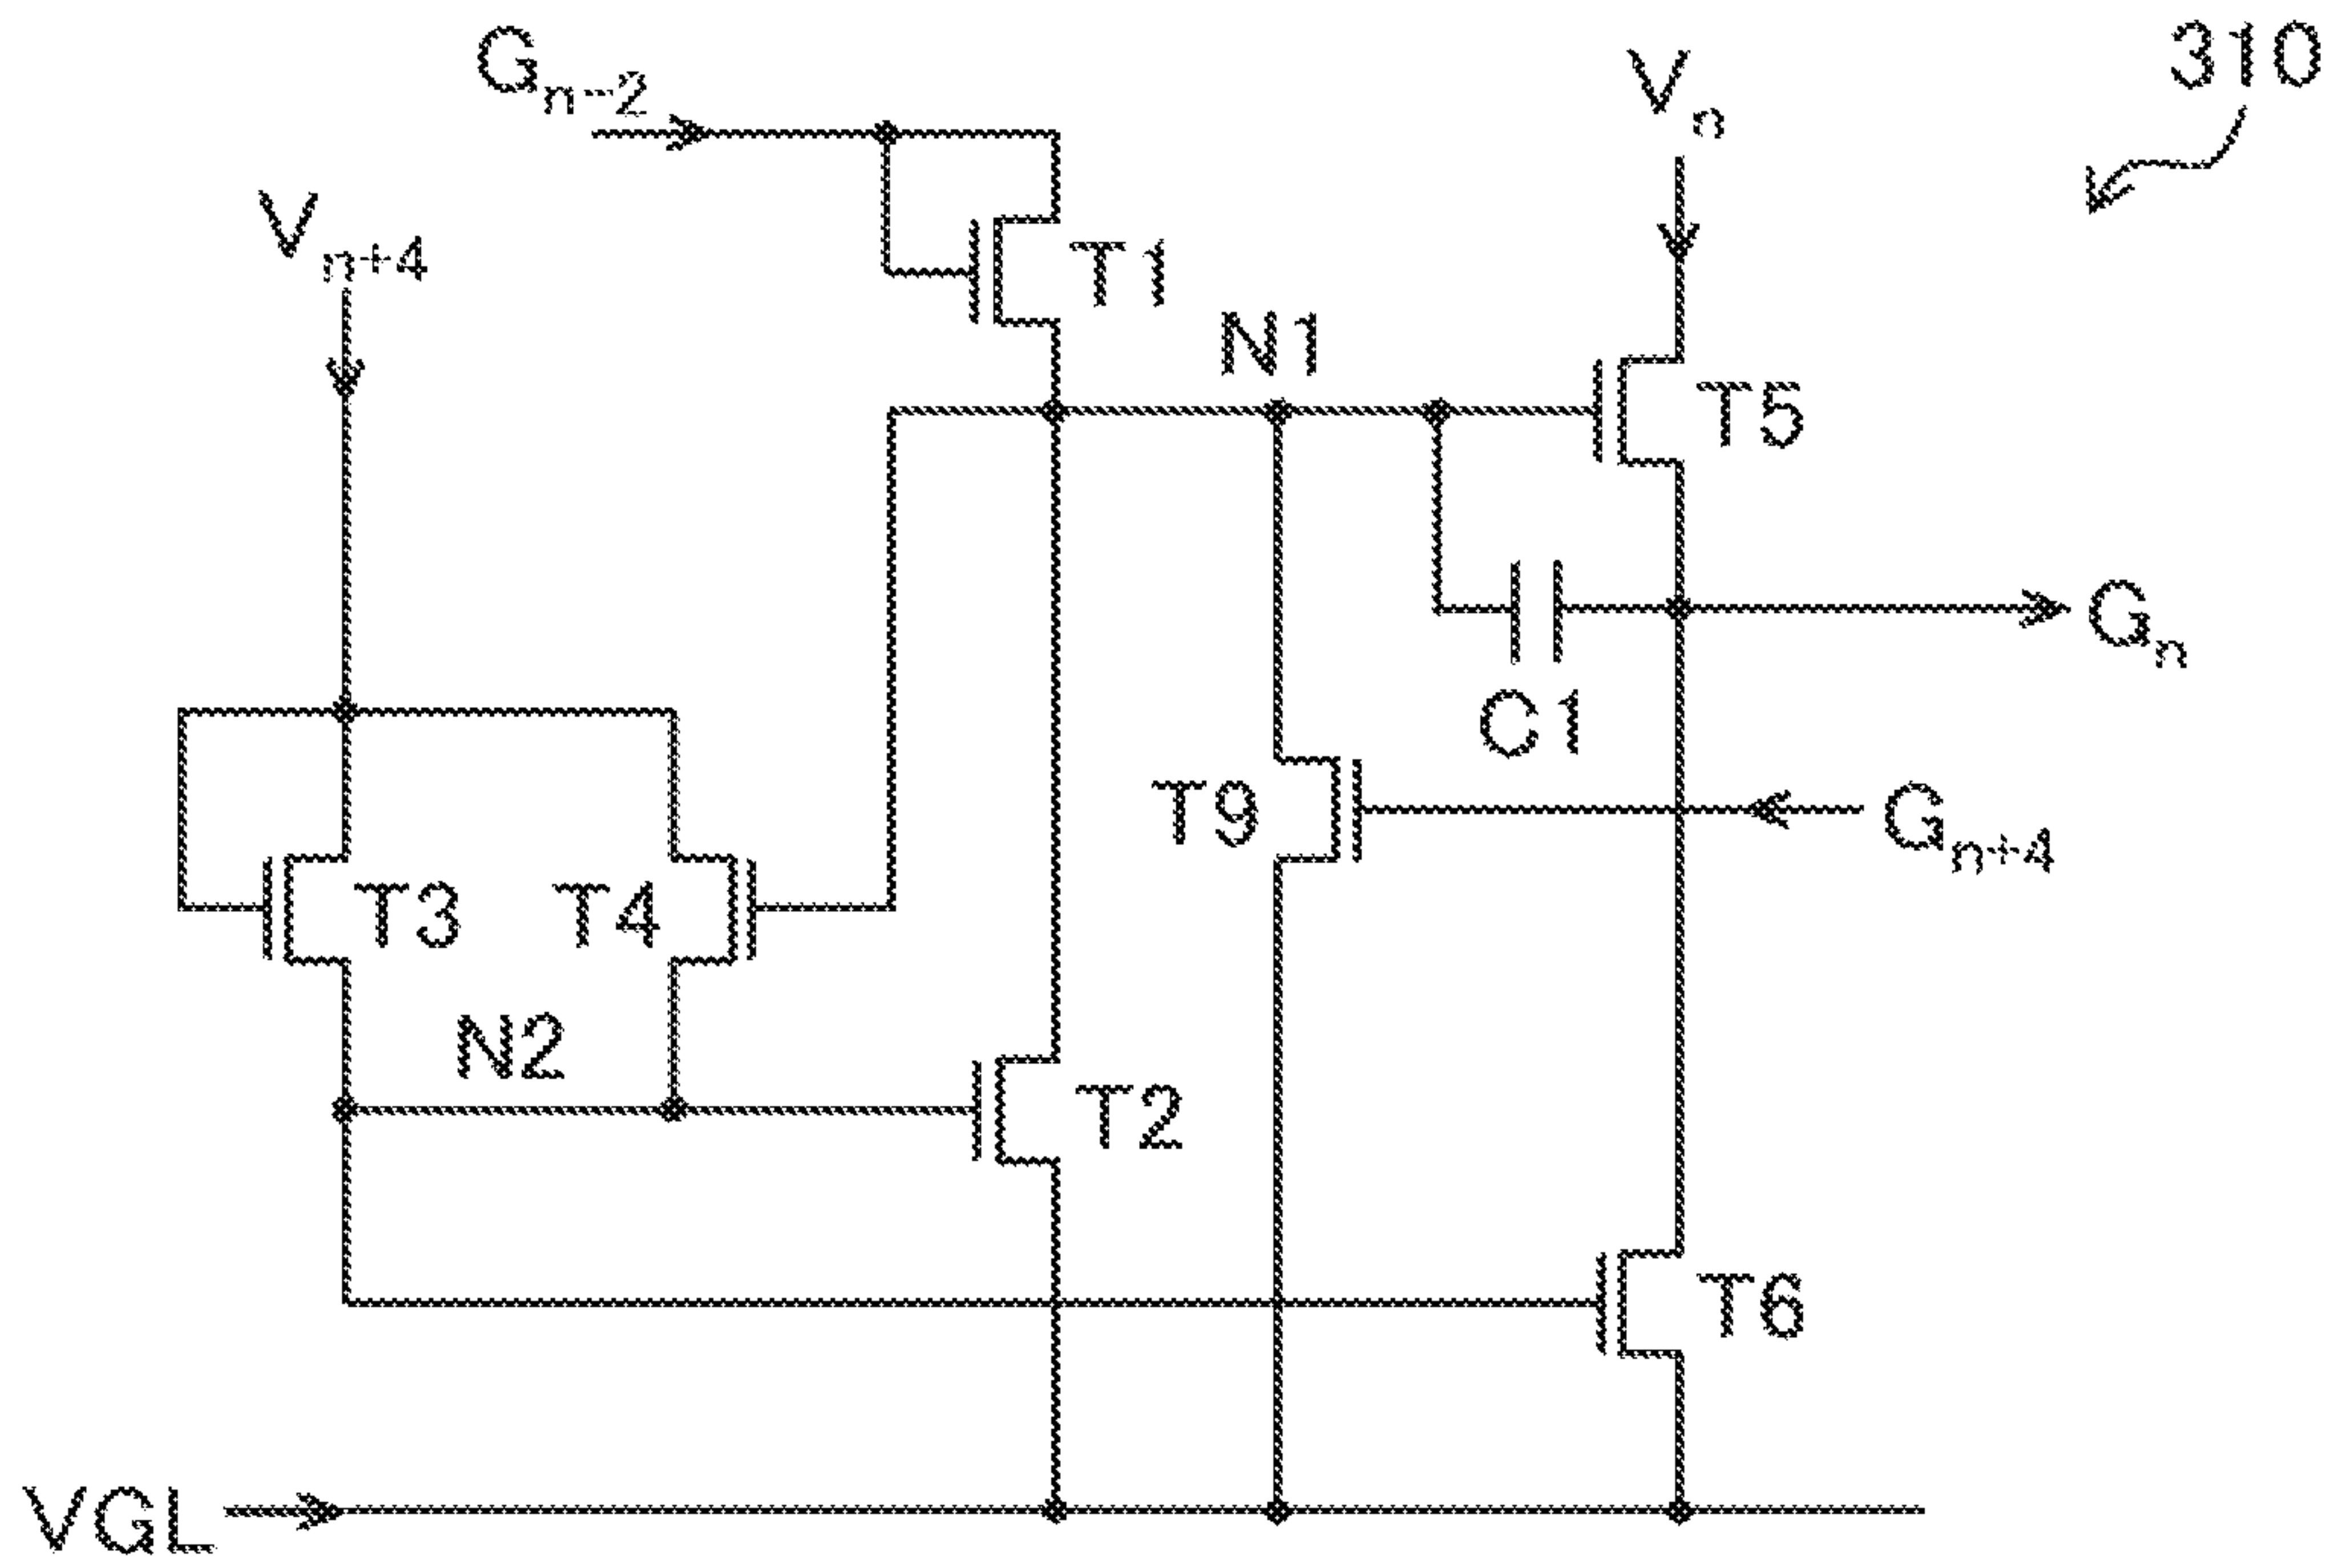 G_{n-2}
V_n
310
V_{n+4}
T1
N1
T5
G_n
C1
T9
G_{n+4}
T3
T4
N2
T2
T6
VGL